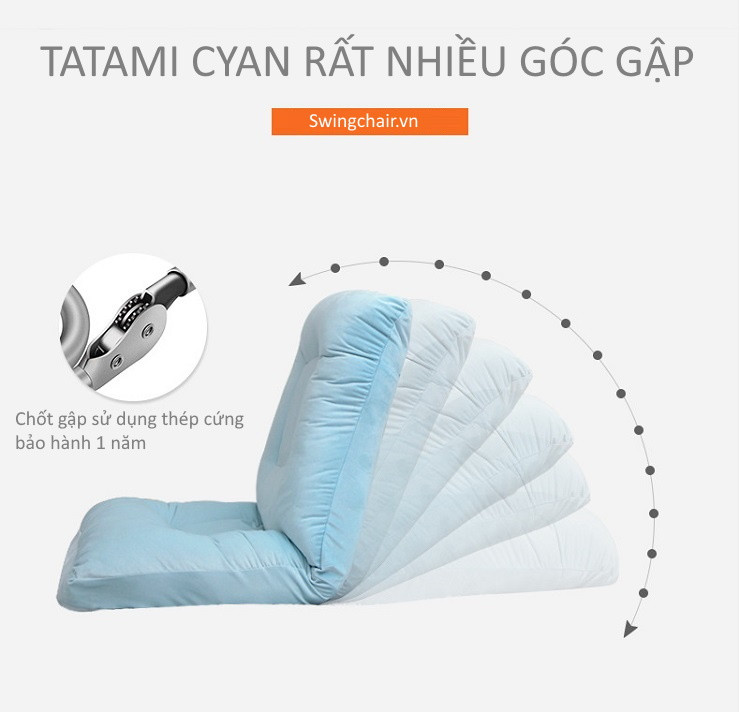 TATAMI CYAN RẤT NHIỀU GÓC GẬP
Swingchair.vn
Chốt gập sử dụng thép cứng
bảo hành 1 năm